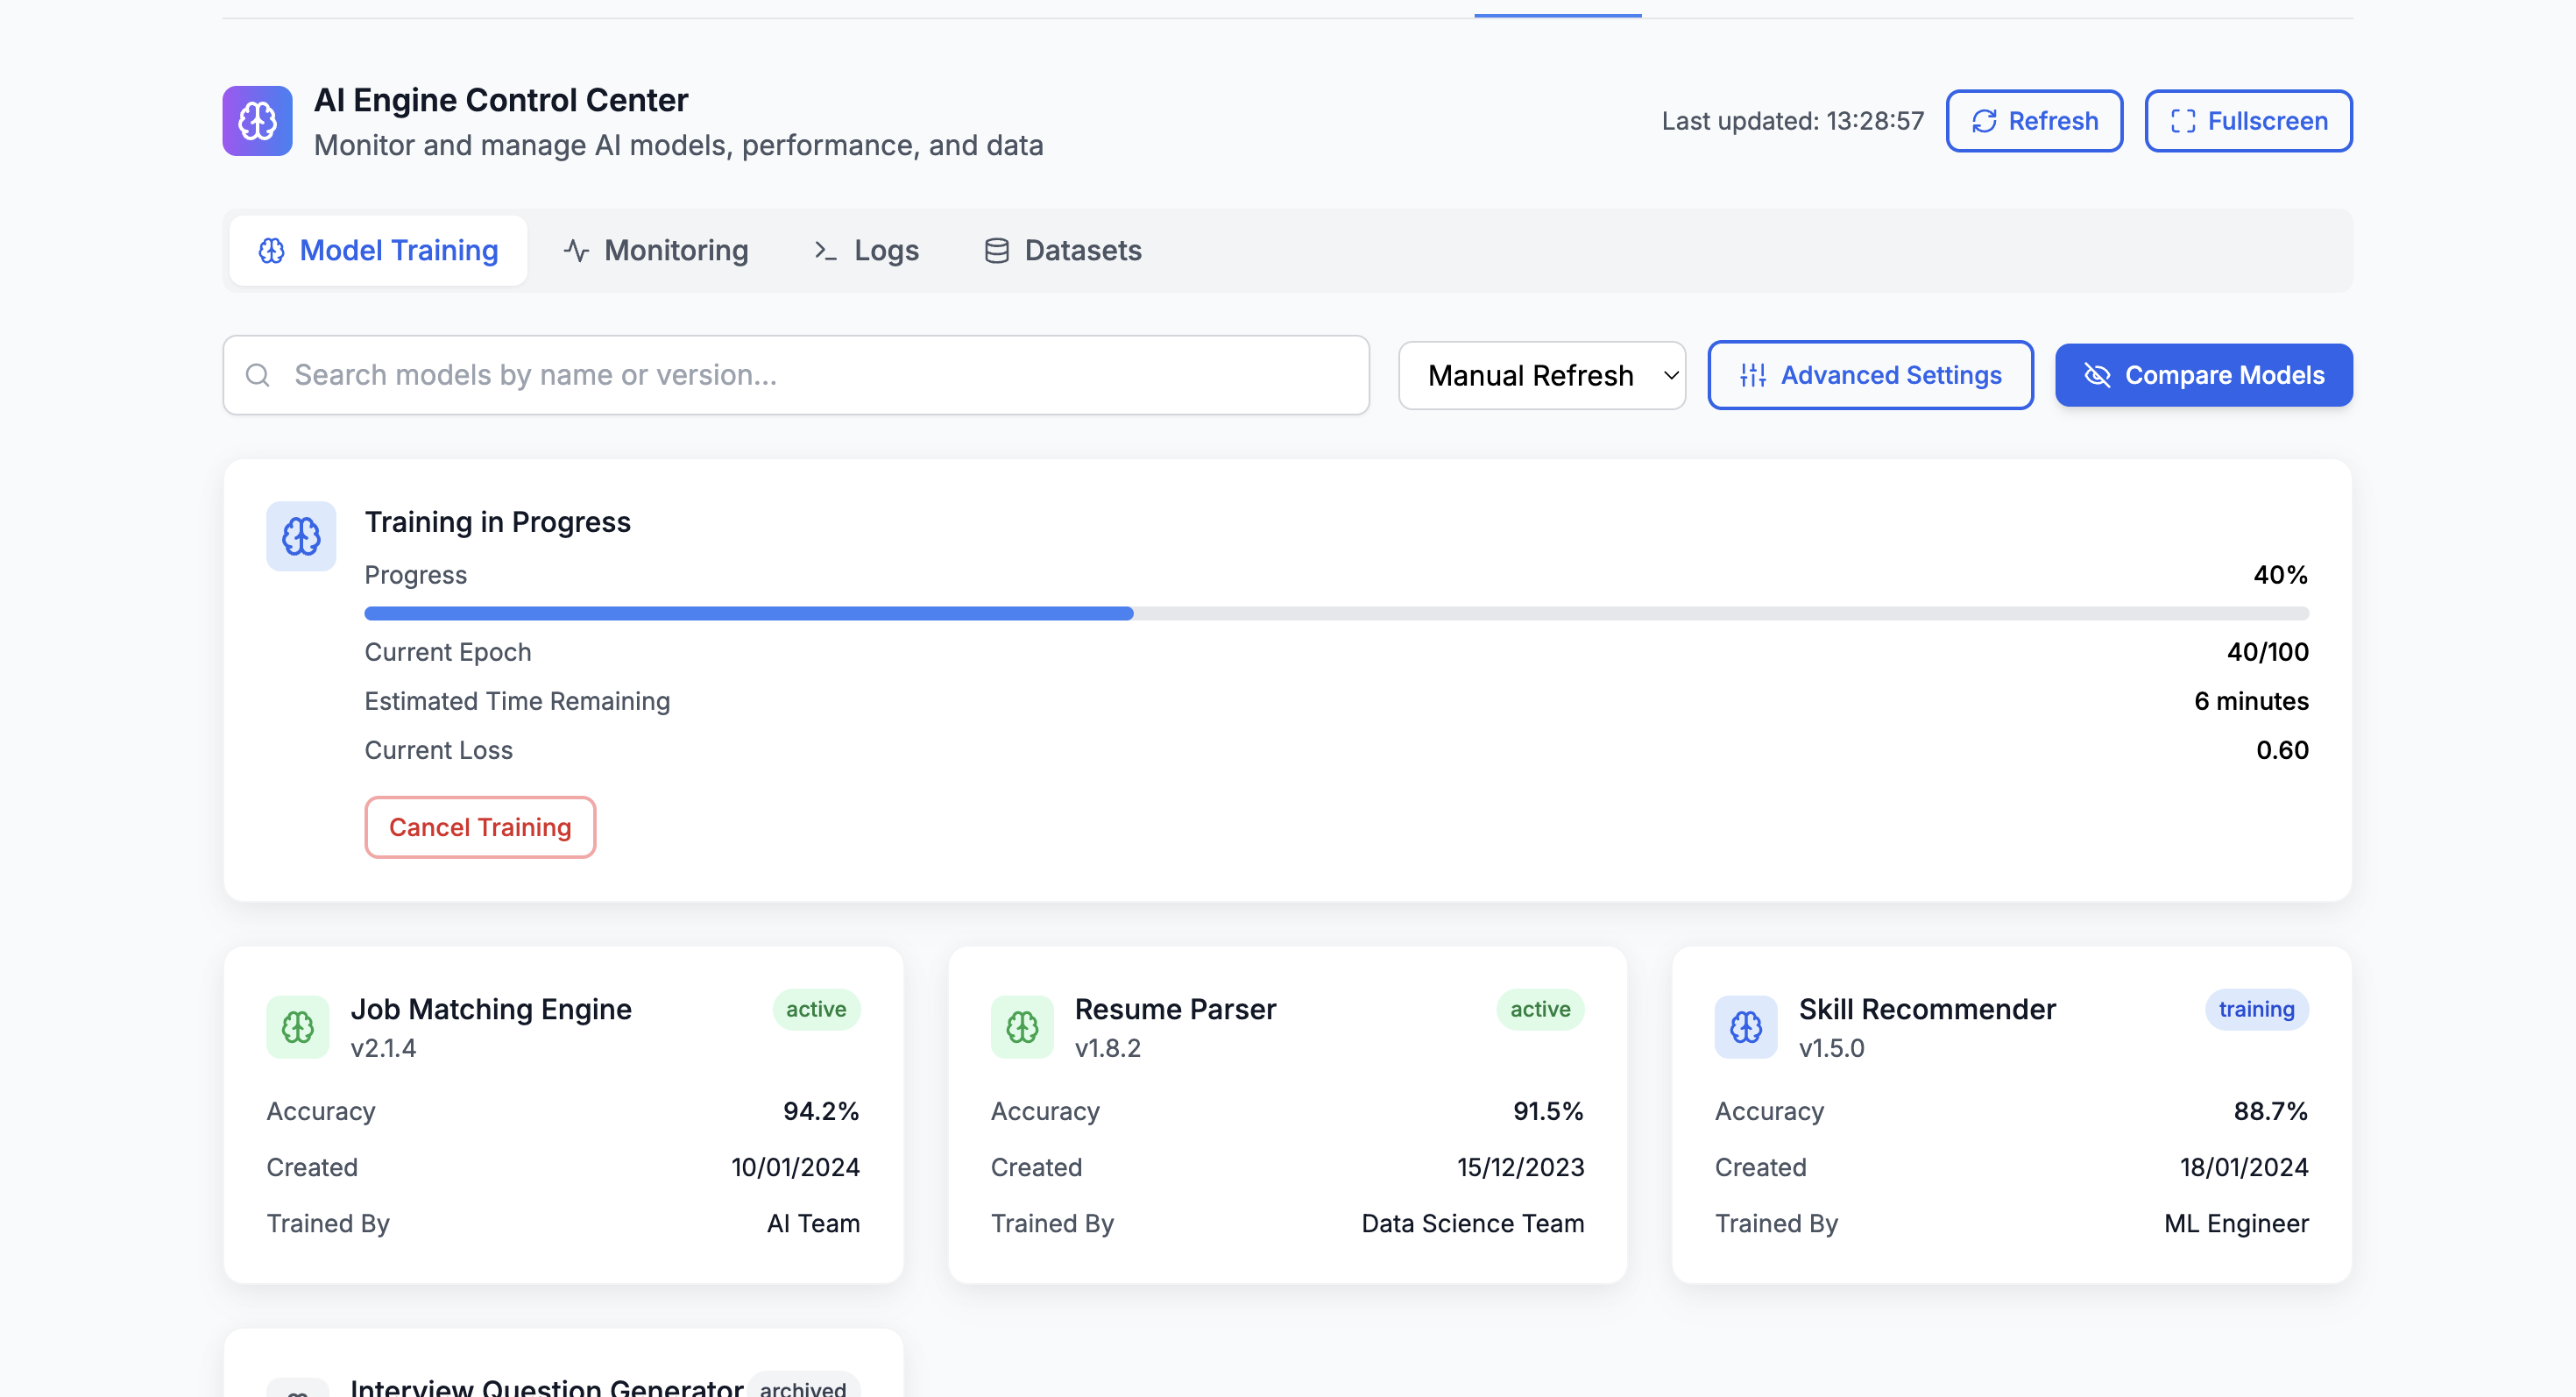 AI Engine Control Center
Monitor and manage AI models, performance, and data
Last updated: 13:28:57
Refresh
Fullscreen
Model Training
Monitoring
Logs
Datasets
Search models by name or version...
Manual Refresh
Advanced Settings
Compare Models
Training in Progress
Progress
40%
Current Epoch
40/100
Estimated Time Remaining
6 minutes
Current Loss
0.60
Cancel Training
Job Matching Engine
active
v2.1.4
Accuracy
94.2%
Created
10/01/2024
Trained By
AI Team
Resume Parser
active
v1.8.2
Accuracy
91.5%
Created
15/12/2023
Trained By
Data Science Team
Skill Recommender
training
v1.5.0
Accuracy
88.7%
Created
18/01/2024
Trained By
ML Engineer
Interview Question Generator
archived